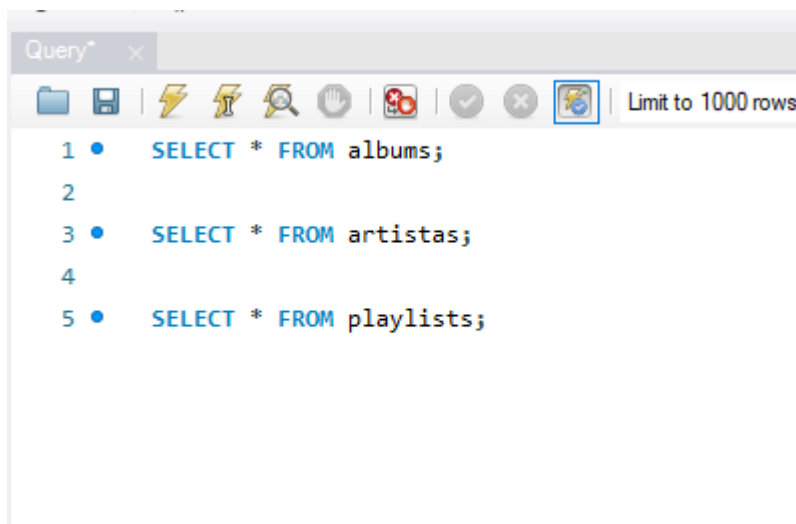 Query*
Limit to 1000 rows
1 SELECT * FROM albums;
2
3 SELECT * FROM artistas;
4
5 SELECT * FROM playlists;